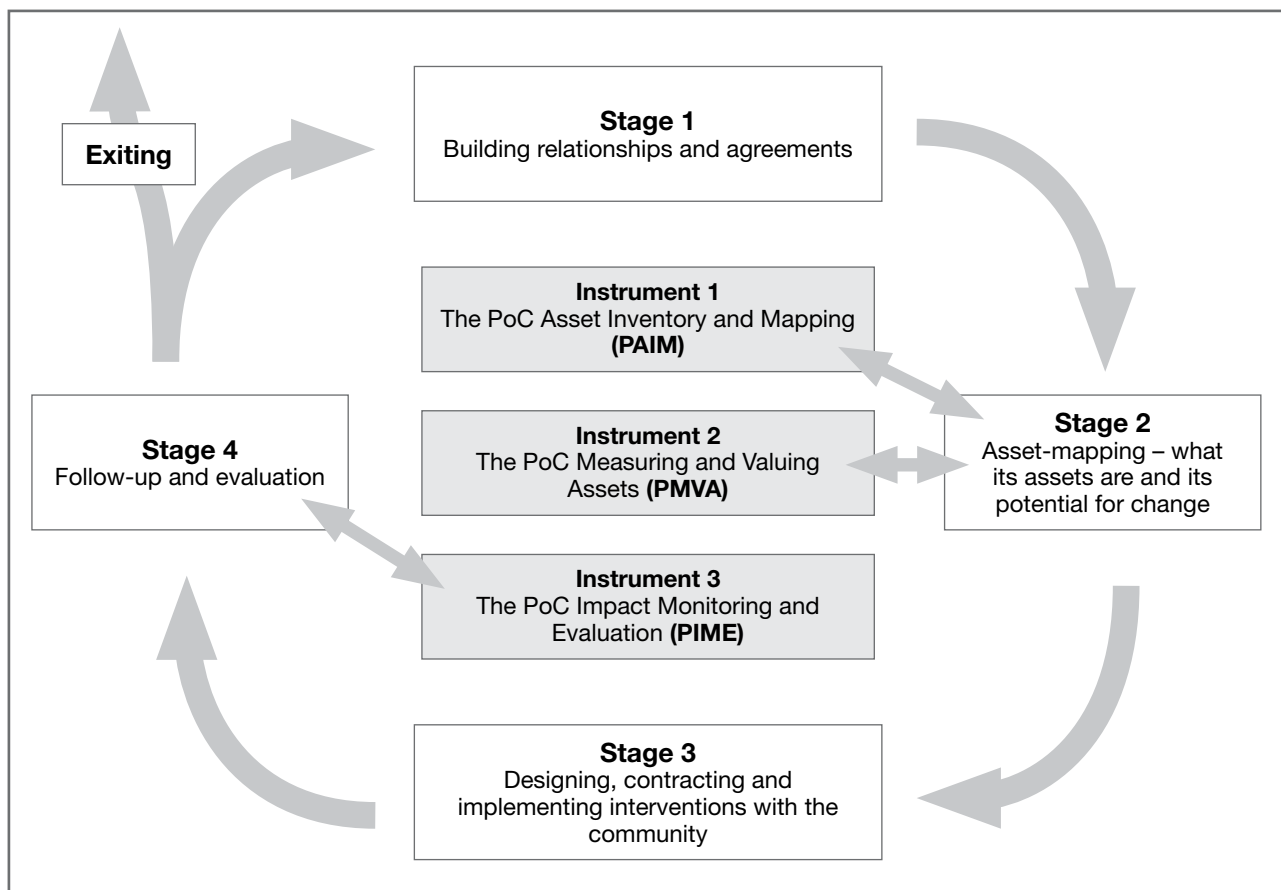 Exiting
Stage 1
Building relationships and agreements
Instrument 1
The PoC Asset Inventory and Mapping
(PAIM)
Stage 4
Follow-up and evaluation
Instrument 2
The PoC Measuring and Valuing
Assets (PMVA)
Stage 2
Asset-mapping – what
its assets are and its
potential for change
Instrument 3
The PoC Impact Monitoring and
Evaluation (PIME)
Stage 3
Designing, contracting and
implementing interventions with the
community